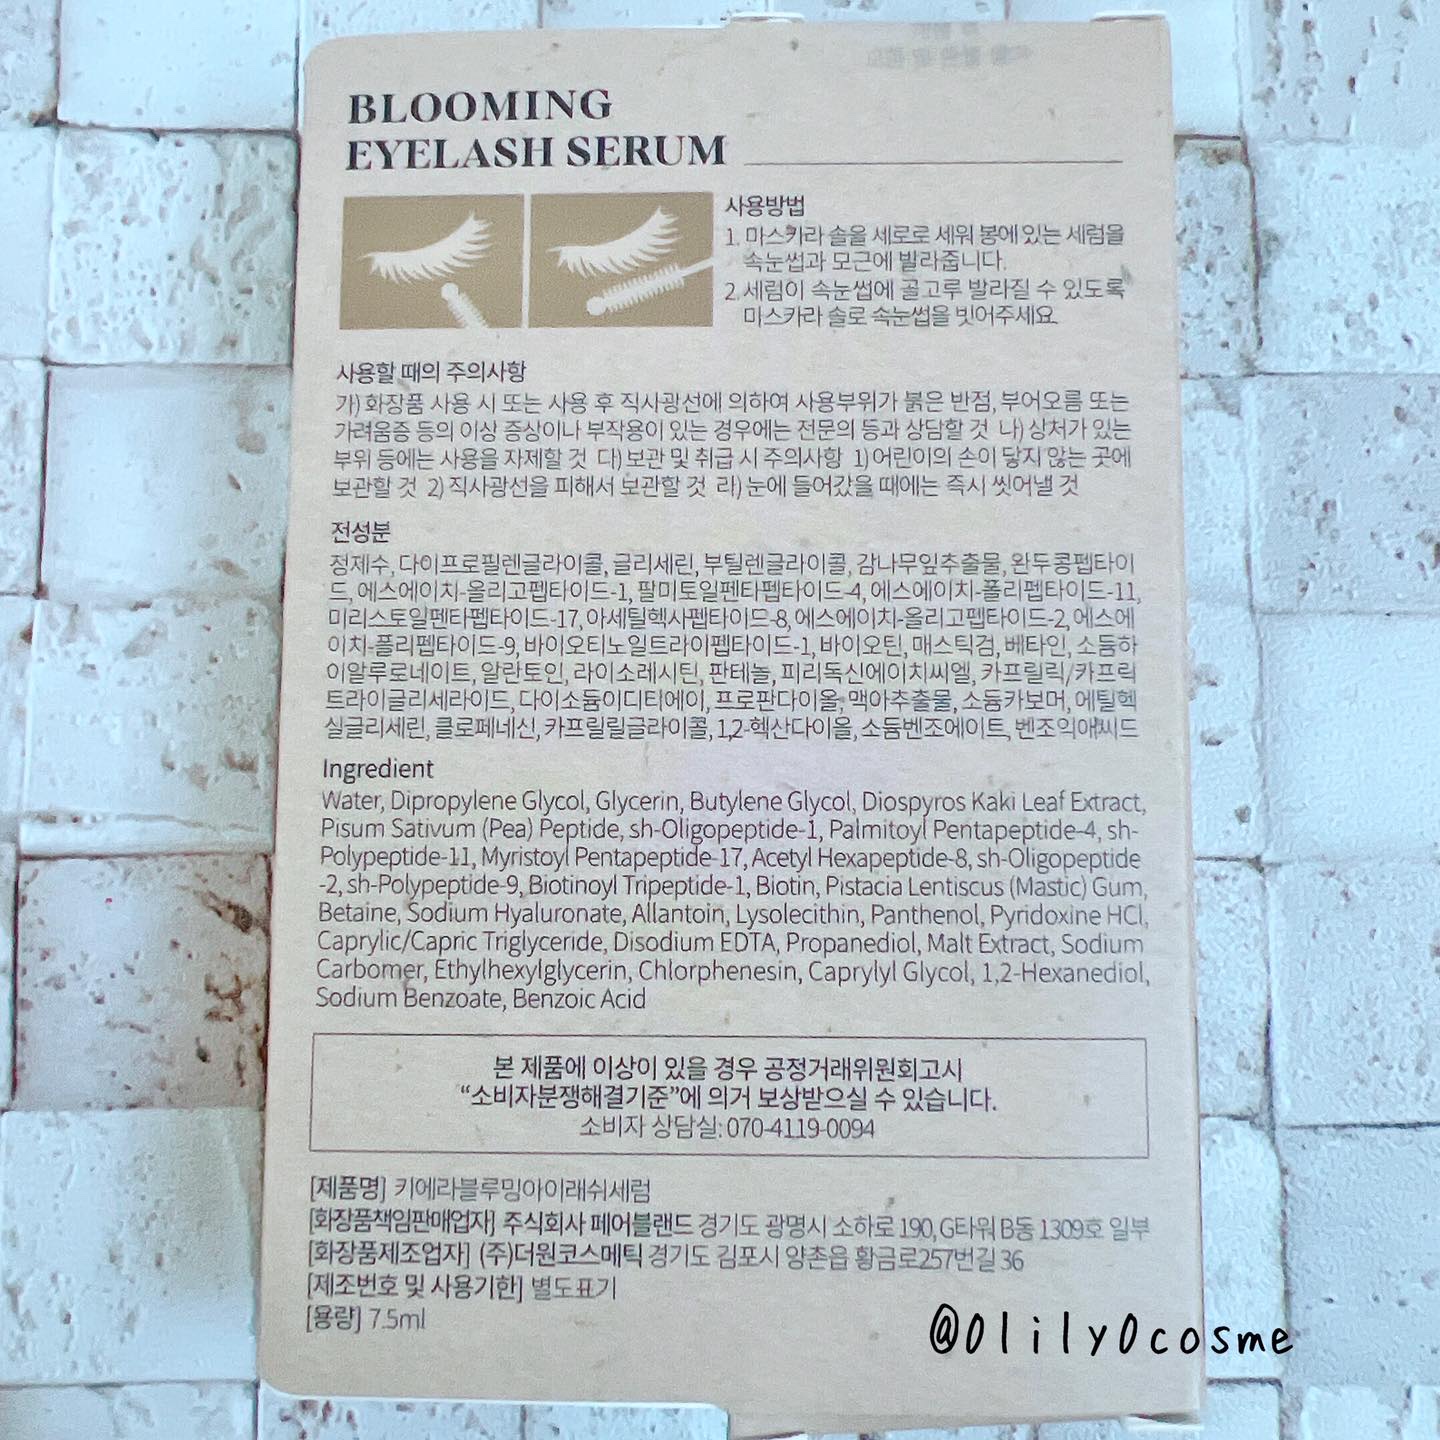 BLOOMING
EYELASH SERUM
사용방법
1. 마스카라 솔을 세로로 세워 봉에 있는 세럼을
속눈썹과 모근에 발라줍니다.
2. 세럼이 속눈썹에 골고루 발라질 수 있도록
마스카라 솔로 속눈썹을 빗어주세요.
사용할 때의 주의사항
가) 화장품 사용 시 또는 사용 후 직사광선에 의하여 사용부위가 붉은 반점, 부어오름 또는
가려움증 등의 이상 증상이나 부작용이 있는 경우에는 전문의 등과 상담할 것 나) 상처가 있는
부위 등에는 사용을 자제할 것 다) 보관 및 취급 시 주의사항 1) 어린이의 손이 닿지 않는 곳에
보관할 것 2) 직사광선을 피해서 보관할 것 라) 눈에 들어갔을 때에는 즉시 씻어낼 것
전성분
정제수, 다이프로필렌글라이콜, 글리세린, 부틸렌글라이콜, 감나무잎추출물, 완두콩펩타이
드, 에스에이치-올리고펩타이드-1, 팔미토일펜타펩타이드-4, 에스에이치-폴리펩타이드-11,
미리스토일펜타펩타이드-17, 아세틸헥사펩타이드-8, 에스에이치-올리고펩타이드-2, 에스에
이치-폴리펩타이드-9, 바이오티노일트라이펩타이드-1, 바이오틴, 매스틱검, 베타인, 소듐하
이알루로네이트, 알란토인, 라이소레시틴, 판테놀, 피리독신에이치씨엘, 카프릴릭/카프릭
트라이글리세라이드, 다이소듐이디티에이, 프로판다이올, 맥아추출물, 소듐카보머, 에틸헥
실글리세린, 클로페네신, 카프릴릴글라이콜, 1,2-헥산다이올, 소듐벤조에이트, 벤조익애씨드
Ingredient
Water, Dipropylene Glycol, Glycerin, Butylene Glycol, Diospyros Kaki Leaf Extract,
Pisum Sativum (Pea) Peptide, sh-Oligopeptide-1, Palmitoyl Pentapeptide-4, sh-
Polypeptide-11, Myristoyl Pentapeptide-17, Acetyl Hexapeptide-8, sh-Oligopeptide
-2, sh-Polypeptide-9, Biotinoyl Tripeptide-1, Biotin, Pistacia Lentiscus (Mastic) Gum,
Betaine, Sodium Hyaluronate, Allantoin, Lysolecithin, Panthenol, Pyridoxine HCl,
Caprylic/Capric Triglyceride, Disodium EDTA, Propanediol, Malt Extract, Sodium
Carbomer, Ethylhexylglycerin, Chlorphenesin, Caprylyl Glycol, 1,2-Hexanediol,
Sodium Benzoate, Benzoic Acid
본 제품에 이상이 있을 경우 공정거래위원회고시
“소비자분쟁해결기준”에 의거 보상받으실 수 있습니다.
소비자 상담실: 070-4119-0094
[제품명] 키에라블루밍아이래쉬세럼
[화장품책임판매업자] 주식회사 페어블랜드 경기도 광명시 소하로 190, G타워 B동 1309호 일부
[화장품제조업자] (주)더원코스메틱 경기도 김포시 양촌읍 황금로257번길 36
[제조번호 및 사용기한] 별도표기
[용량] 7.5ml
@0lily0cosme